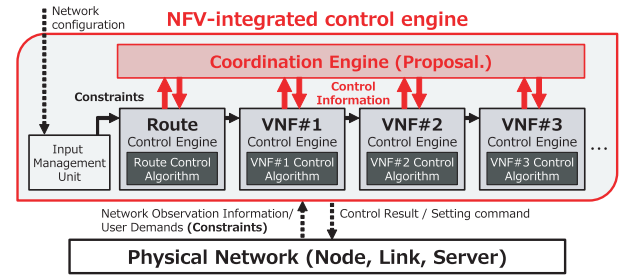 Network
configuration
NFV-integrated control engine
Coordination Engine (Proposal.)
Constraints
Control
Information
Route
Control Engine
Route Control
Algorithm
VNF#1
Control Engine
VNF#1 Control
Algorithm
VNF#2
Control Engine
VNF#2 Control
Algorithm
VNF#3
Control Engine
VNF#3 Control
Algorithm
...
Input
Management
Unit
Network Observation Information/
User Demands (Constraints)
Control Result / Setting command
Physical Network (Node, Link, Server)